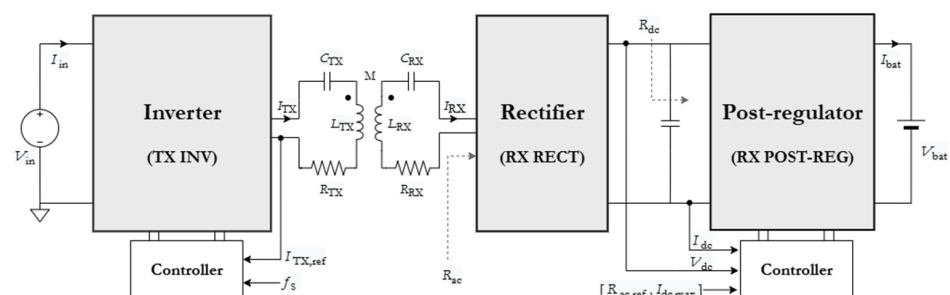 R_dc
I_in
C_TX
M
C_RX
I_bat
Inverter
(TX INV)
I_TX
L_TX
L_RX
I_RX
Rectifier
(RX RECT)
Post-regulator
(RX POST-REG)
V_in
V_bat
R_TX
R_RX
I_dc
I_TX,ref
V_dc
Controller
R_ac
Controller
f_s
[ R_ac,ref , I_dc,max ]